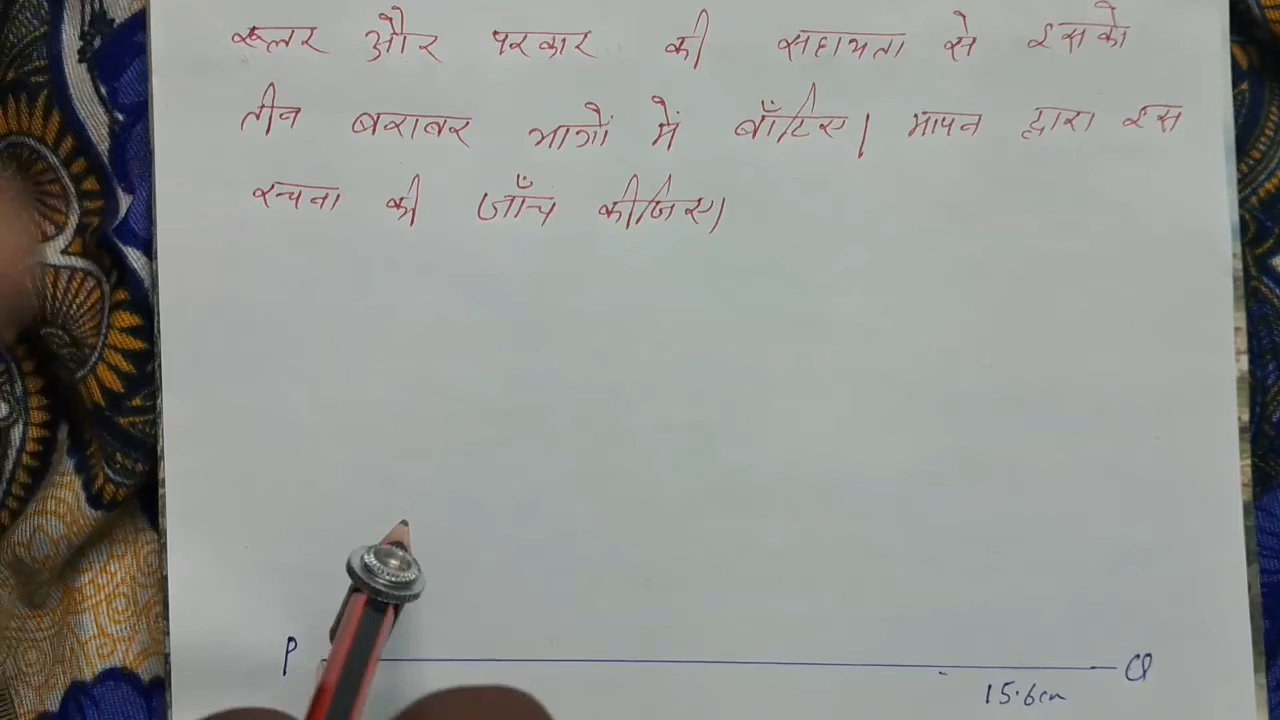 रूलर और परकार की सहायता से इसको
तीन बराबर भागों में बाँटिए। मापन द्वारा इस
रचना की जाँच कीजिए।
P Q
15.6cm